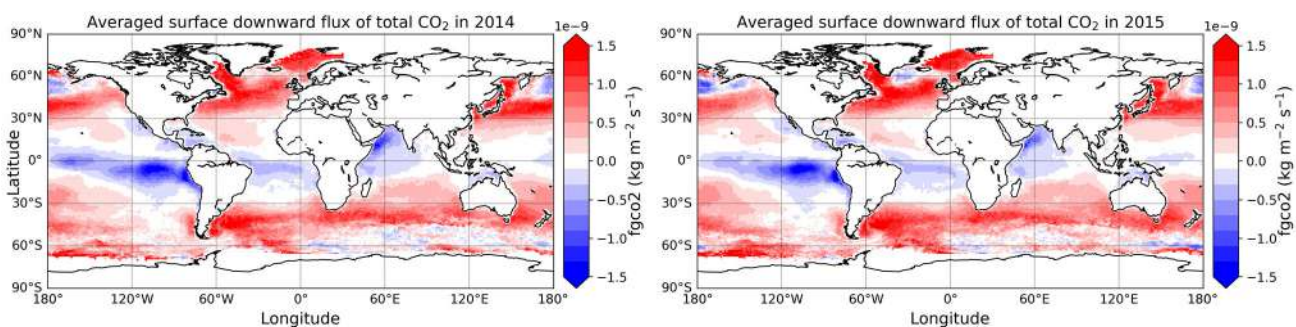 Averaged surface downward flux of total CO₂ in 2014
1e−9
90°N
60°N
30°N
0°
30°S
60°S
90°S
Latitude
180°
120°W
60°W
0°
60°E
120°E
180°
Longitude
1.5
1.0
0.5
0.0
−0.5
−1.0
−1.5
fgco2 (kg m⁻² s⁻¹)
Averaged surface downward flux of total CO₂ in 2015
1e−9
90°N
60°N
30°N
0°
30°S
60°S
90°S
180°
120°W
60°W
0°
60°E
120°E
180°
Longitude
1.5
1.0
0.5
0.0
−0.5
−1.0
−1.5
fgco2 (kg m⁻² s⁻¹)